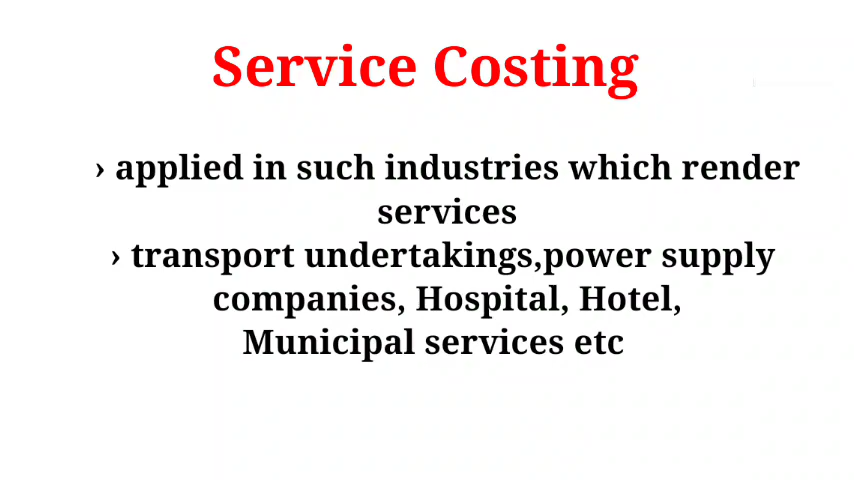 Service Costing
› applied in such industries which render
services
› transport undertakings,power supply
companies, Hospital, Hotel,
Municipal services etc